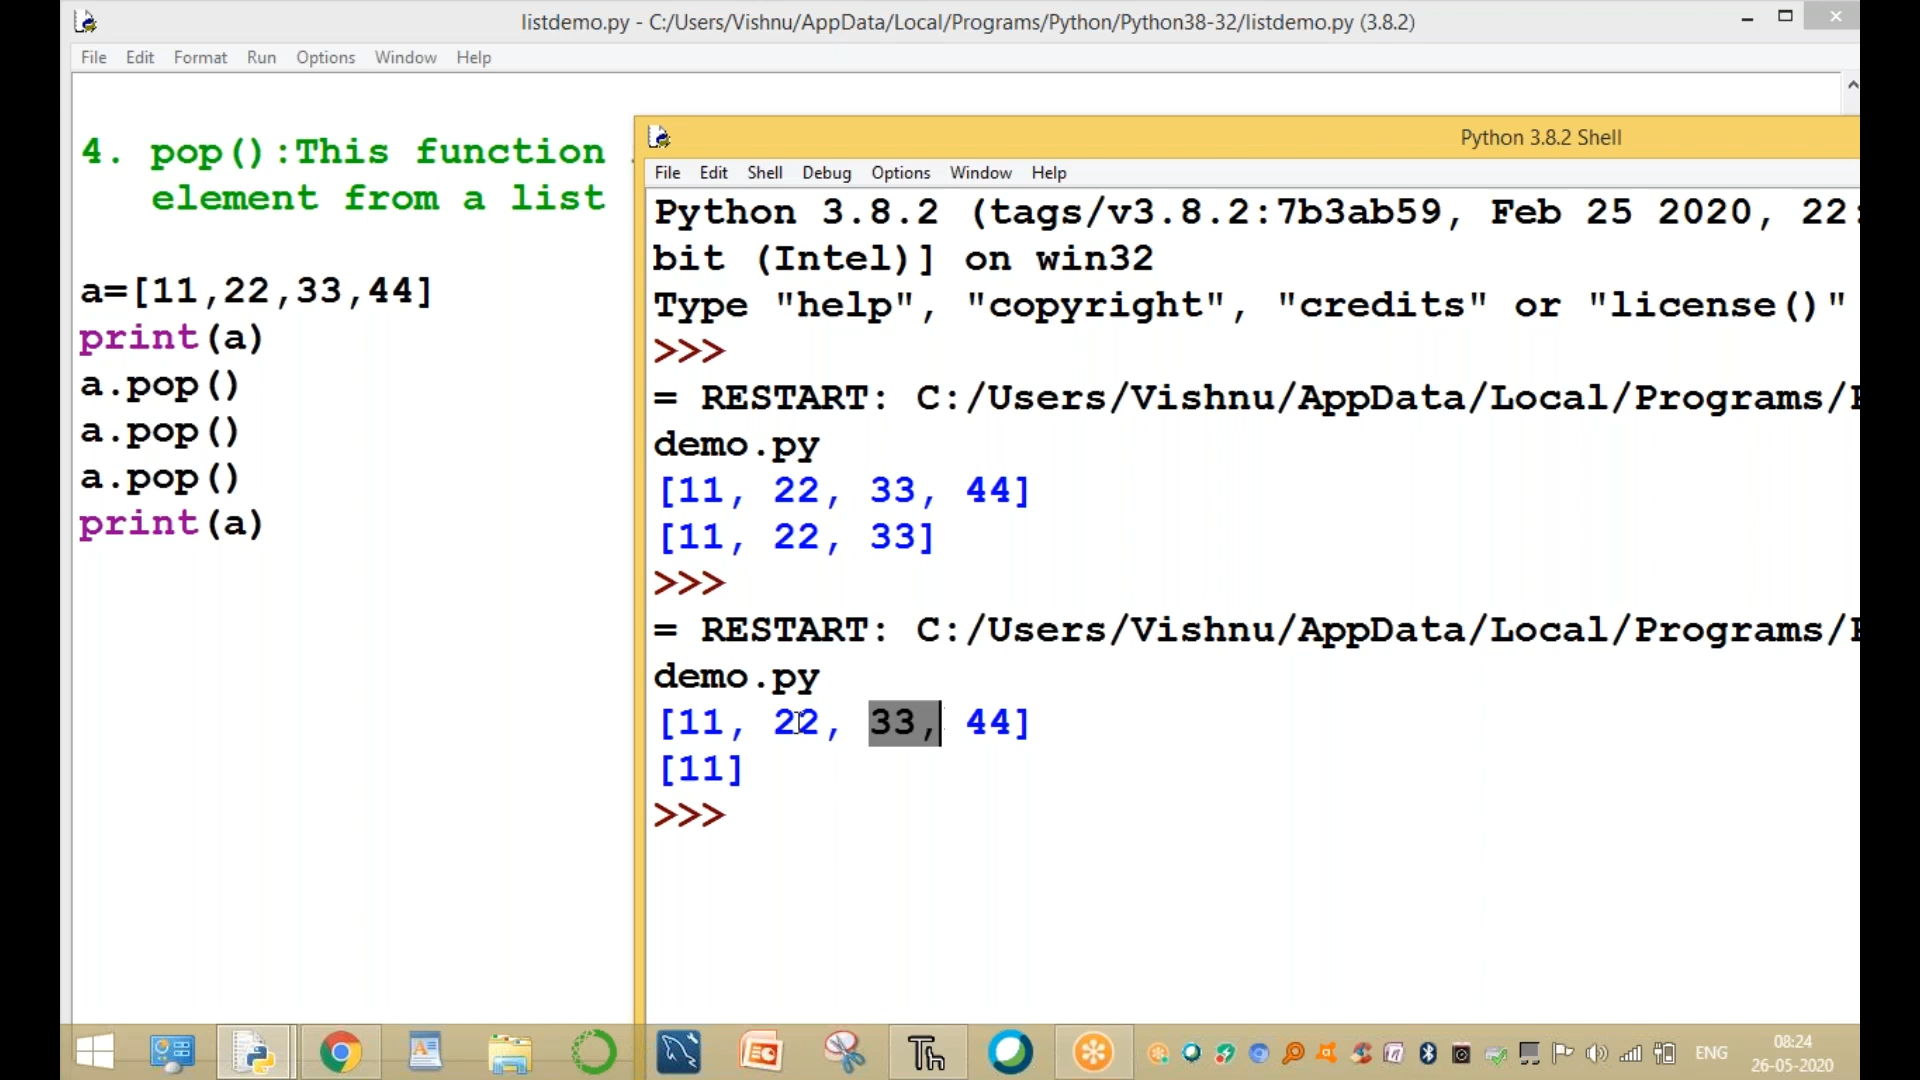 listdemo.py - C:/Users/Vishnu/AppData/Local/Programs/Python/Python38-32/listdemo.py (3.8.2)
File Edit Format Run Options Window Help
4. pop():This function
element from a list
a=[11,22,33,44]
print(a)
a.pop()
a.pop()
a.pop()
print(a)
Python 3.8.2 Shell
File Edit Shell Debug Options Window Help
Python 3.8.2 (tags/v3.8.2:7b3ab59, Feb 25 2020, 22:
bit (Intel)] on win32
Type "help", "copyright", "credits" or "license()"
>>>
= RESTART: C:/Users/Vishnu/AppData/Local/Programs/
demo.py
[11, 22, 33, 44]
[11, 22, 33]
>>>
= RESTART: C:/Users/Vishnu/AppData/Local/Programs/
demo.py
[11, 22, 33, 44]
[11]
>>>
Th
ENG
08:24
26-05-2020